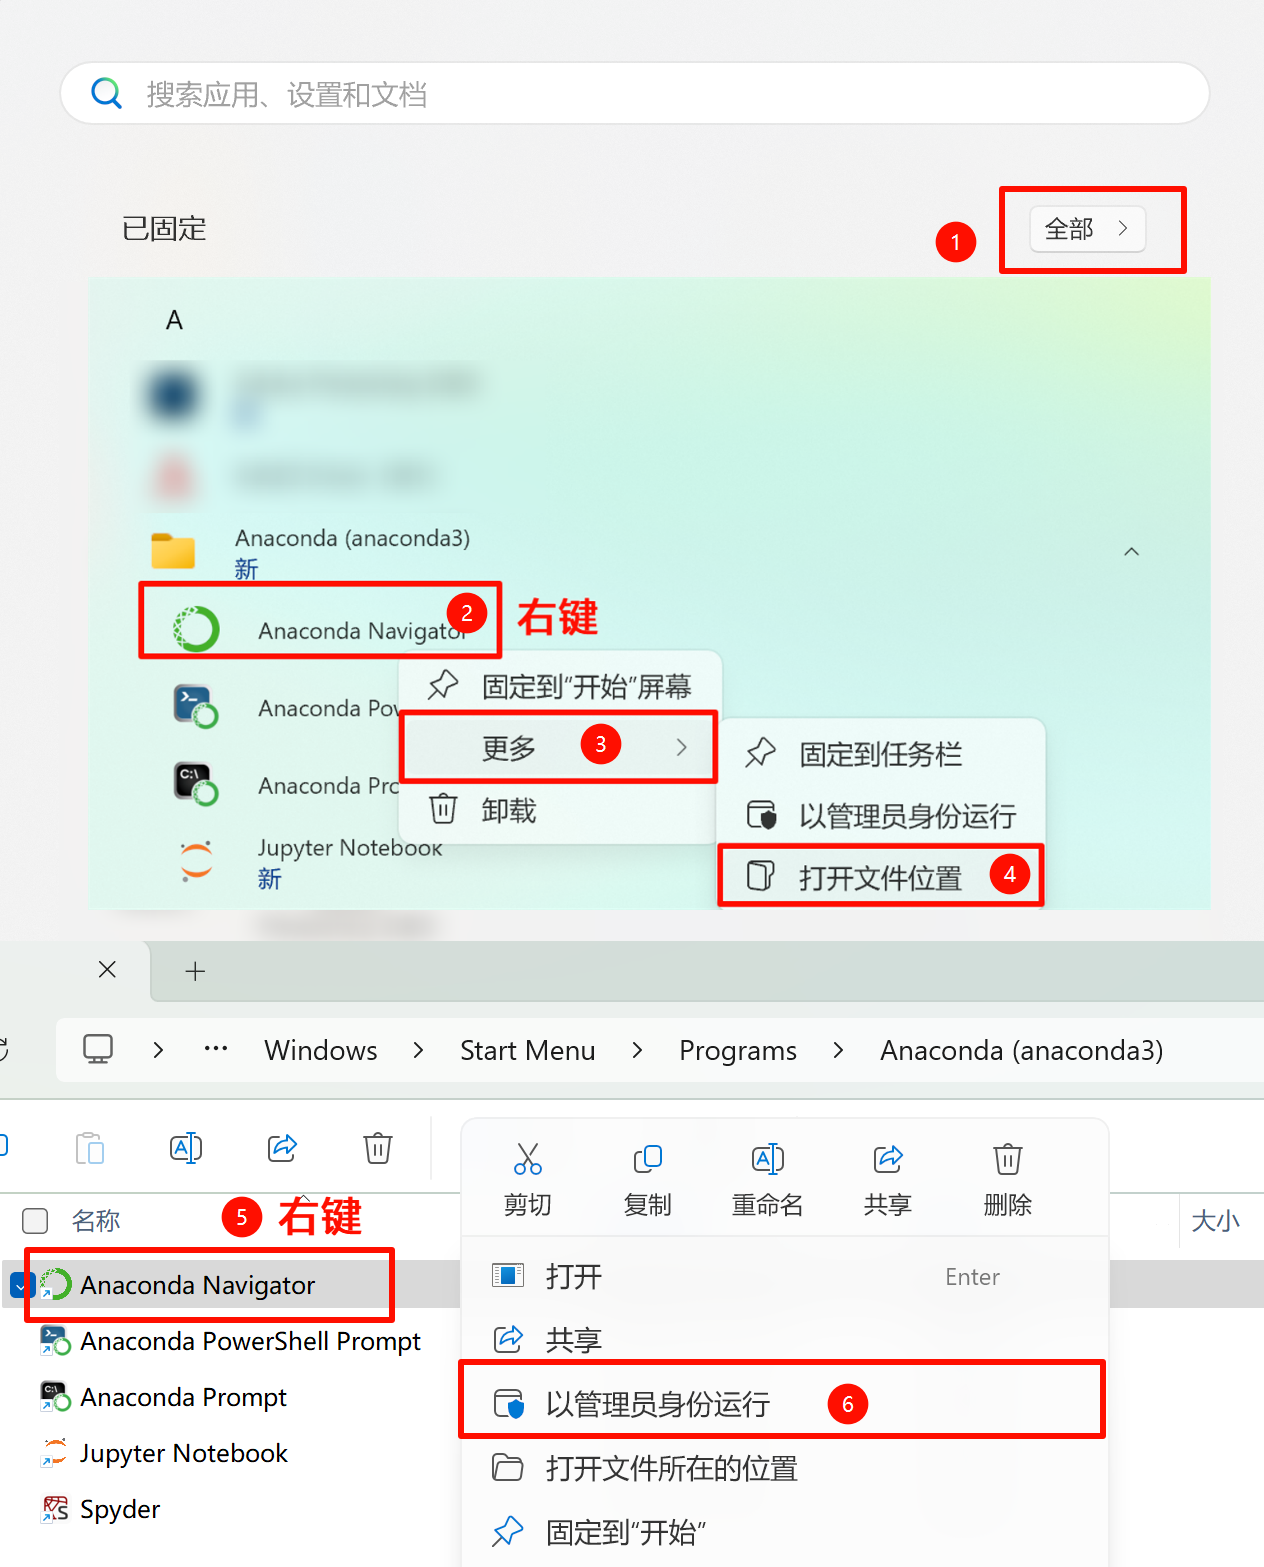 搜索应用、设置和文档
已固定
1
全部
A
Anaconda (anaconda3)
新
Anaconda Navigator
2
右键
固定到“开始”屏幕
Anaconda Pow
更多
3
固定到任务栏
Anaconda Pro
卸载
以管理员身份运行
Jupyter Notebook
新
打开文件位置
4
Windows
Start Menu
Programs
Anaconda (anaconda3)
剪切
复制
重命名
共享
删除
名称
5
右键
大小
Anaconda Navigator
打开
Enter
Anaconda PowerShell Prompt
共享
Anaconda Prompt
以管理员身份运行
6
Jupyter Notebook
打开文件所在的位置
Spyder
固定到“开始”